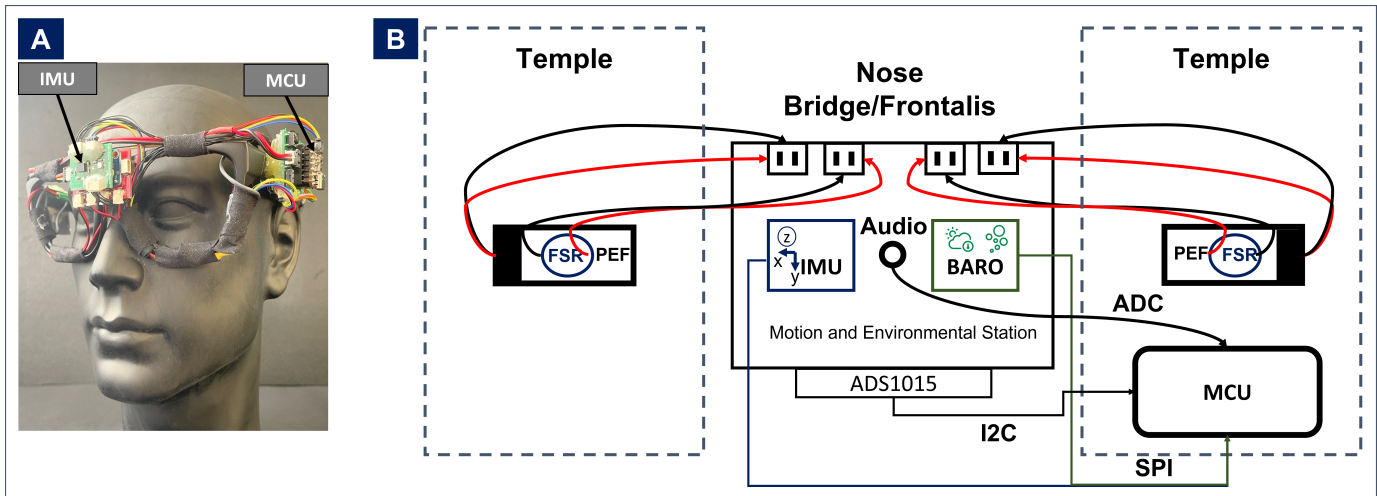 A
IMU
MCU
B
Temple
Nose
Bridge/Frontalis
Temple
FSR
PEF
z
x
y
IMU
Audio
BARO
PEF
FSR
ADC
Motion and Environmental Station
ADS1015
MCU
I2C
SPI